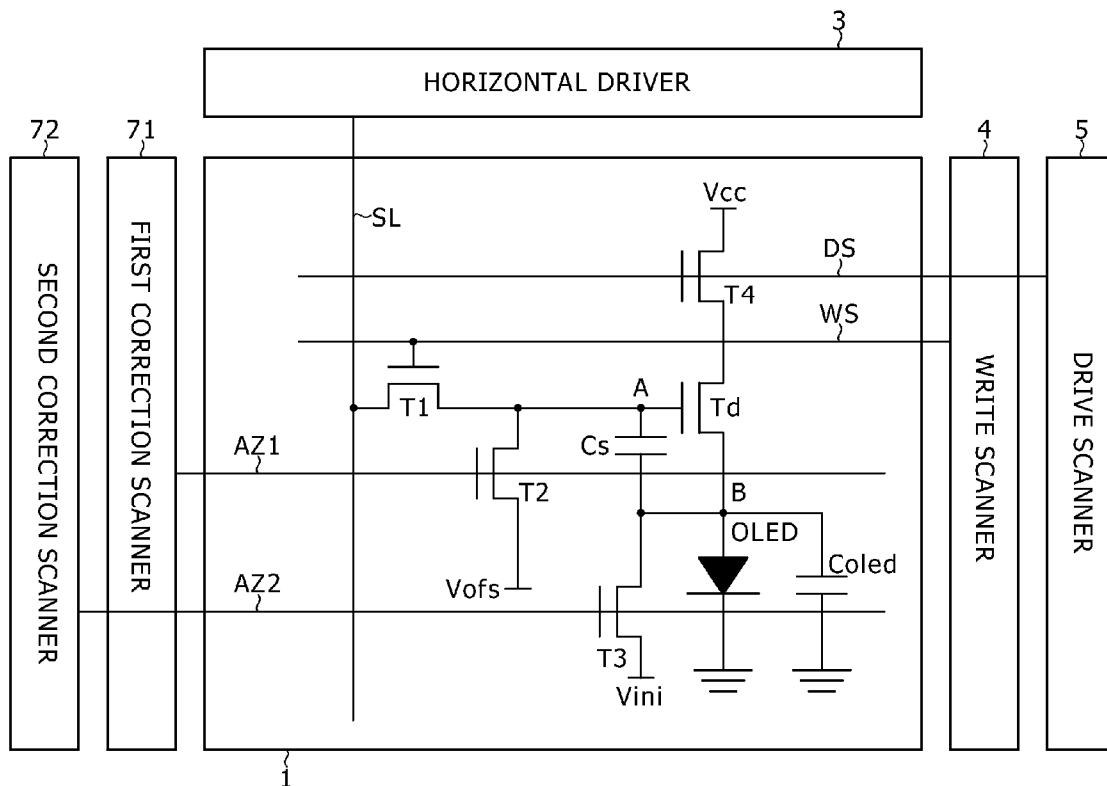 3
HORIZONTAL DRIVER
72
71
4
5
SECOND CORRECTION SCANNER
FIRST CORRECTION SCANNER
SL
Vcc
DS
T4
WS
WRITE SCANNER
DRIVE SCANNER
T1
A
Td
Cs
AZ1
T2
B
OLED
Coled
Vofs
AZ2
T3
Vini
1